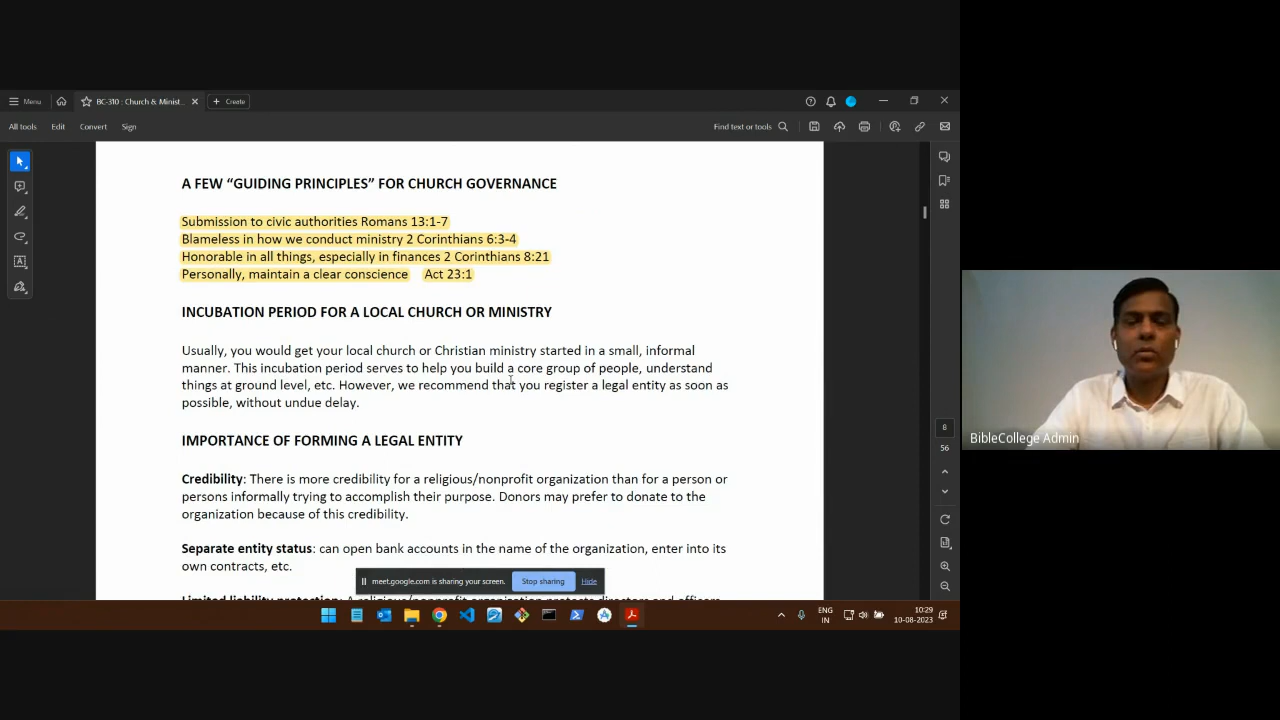 Menu
BC-310 : Church & Minist...
Create
All tools
Edit
Convert
Sign
Find text or tools
A FEW “GUIDING PRINCIPLES” FOR CHURCH GOVERNANCE
Submission to civic authorities Romans 13:1-7
Blameless in how we conduct ministry 2 Corinthians 6:3-4
Honorable in all things, especially in finances 2 Corinthians 8:21
Personally, maintain a clear conscience Act 23:1
INCUBATION PERIOD FOR A LOCAL CHURCH OR MINISTRY
Usually, you would get your local church or Christian ministry started in a small, informal
manner. This incubation period serves to help you build a core group of people, understand
things at ground level, etc. However, we recommend that you register a legal entity as soon as
possible, without undue delay.
8
56
BibleCollege Admin
IMPORTANCE OF FORMING A LEGAL ENTITY
Credibility: There is more credibility for a religious/nonprofit organization than for a person or
persons informally trying to accomplish their purpose. Donors may prefer to donate to the
organization because of this credibility.
Separate entity status: can open bank accounts in the name of the organization, enter into its
own contracts, etc.
meet.google.com is sharing your screen.
Stop sharing
Hide
Limited liability protection: A religious/nonprofit organization protects directors and officers
ENG
IN
10:29
10-08-2023